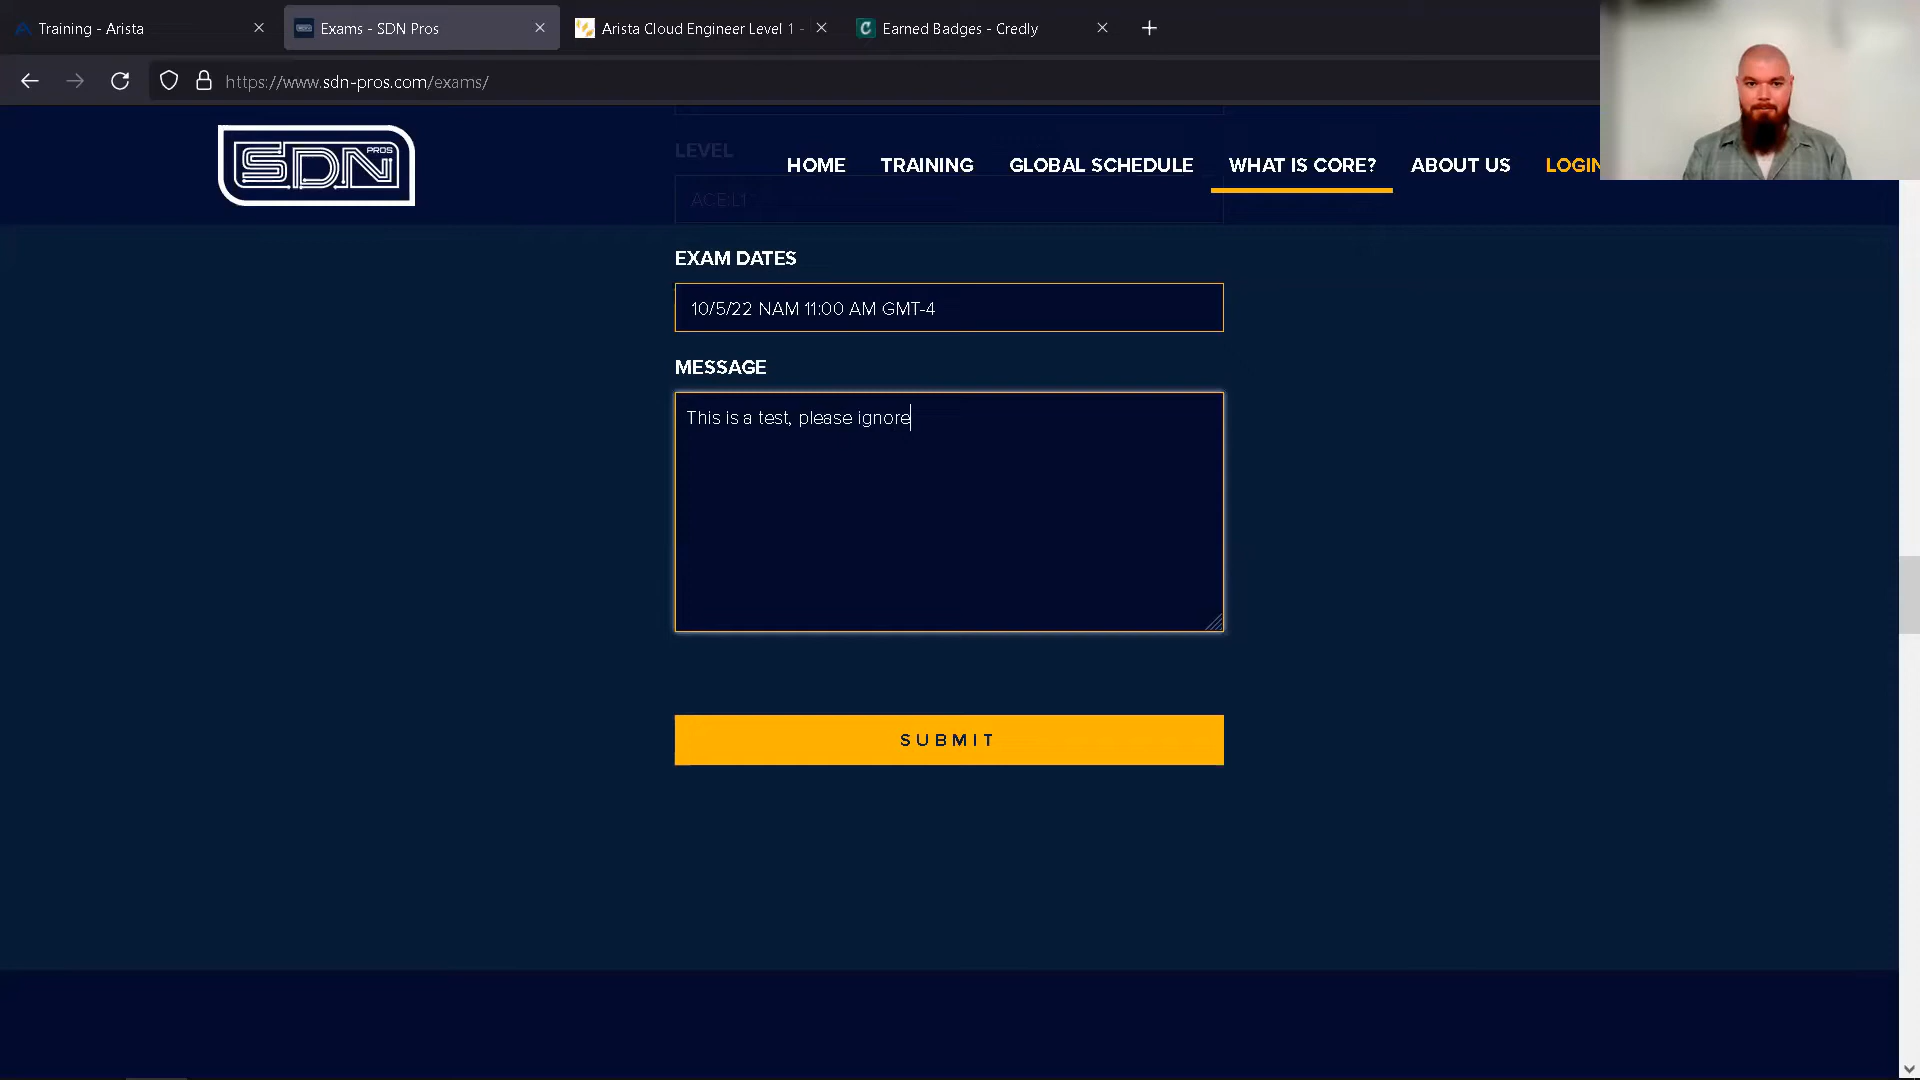 Training - Arista
Exams - SDN Pros
Arista Cloud Engineer Level 1 -
Earned Badges - Credly
https://www.sdn-pros.com/exams/
SDN PROS
HOME TRAINING GLOBAL SCHEDULE WHAT IS CORE? ABOUT US LOGIN
LEVEL
ACE:L1
EXAM DATES
10/5/22 NAM 11:00 AM GMT-4
MESSAGE
This is a test, please ignore
SUBMIT